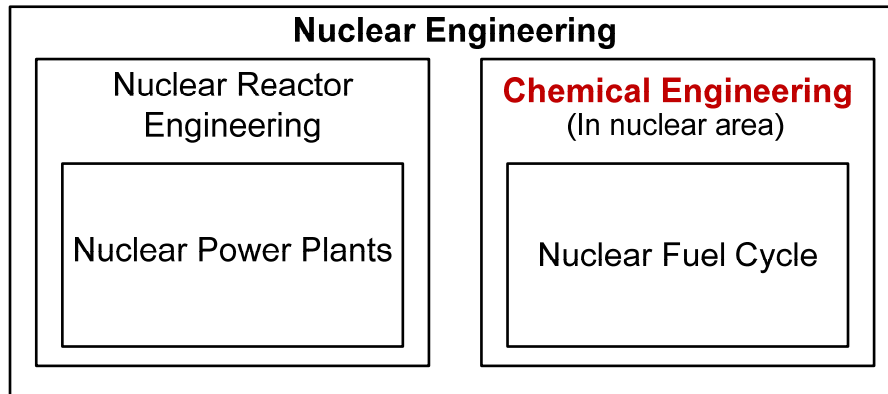 Nuclear Engineering
Nuclear Reactor
Engineering
Nuclear Power Plants
Chemical Engineering
(In nuclear area)
Nuclear Fuel Cycle